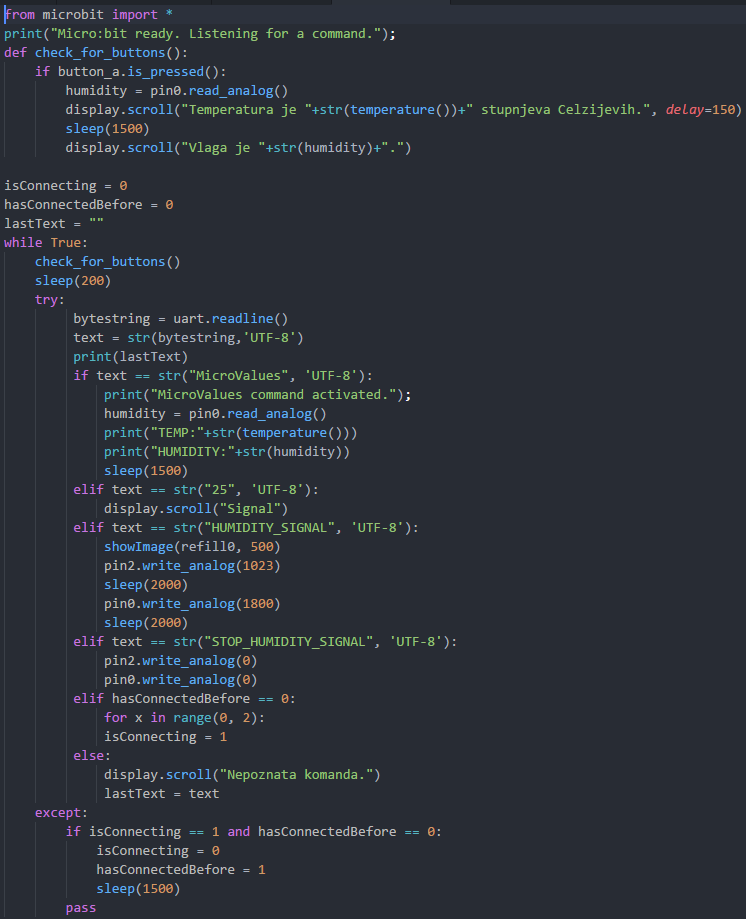 from microbit import *
print("Micro:bit ready. Listening for a command.");
def check_for_buttons():
    if button_a.is_pressed():
        humidity = pin0.read_analog()
        display.scroll("Temperatura je "+str(temperature())+" stupnjeva Celzijevih.", delay=150)
        sleep(1500)
        display.scroll("Vlaga je "+str(humidity)+".")

isConnecting = 0
hasConnectedBefore = 0
lastText = ""
while True:
    check_for_buttons()
    sleep(200)
    try:
         bytestring = uart.readline()
         text = str(bytestring,'UTF-8')
         print(lastText)
         if text == str("MicroValues", 'UTF-8'):
             print("MicroValues command activated.");
             humidity = pin0.read_analog()
             print("TEMP:"+str(temperature()))
             print("HUMIDITY:"+str(humidity))
             sleep(1500)
         elif text == str("25", 'UTF-8'):
             display.scroll("Signal")
         elif text == str("HUMIDITY_SIGNAL", 'UTF-8'):
             showImage(refill0, 500)
             pin2.write_analog(1023)
             sleep(2000)
             pin0.write_analog(1800)
             sleep(2000)
         elif text == str("STOP_HUMIDITY_SIGNAL", 'UTF-8'):
             pin2.write_analog(0)
             pin0.write_analog(0)
         elif hasConnectedBefore == 0:
             for x in range(0, 2):
             isConnecting = 1
         else:
             display.scroll("Nepoznata komanda.")
             lastText = text
    except:
        if isConnecting == 1 and hasConnectedBefore == 0:
            isConnecting = 0
            hasConnectedBefore = 1
            sleep(1500)
        pass